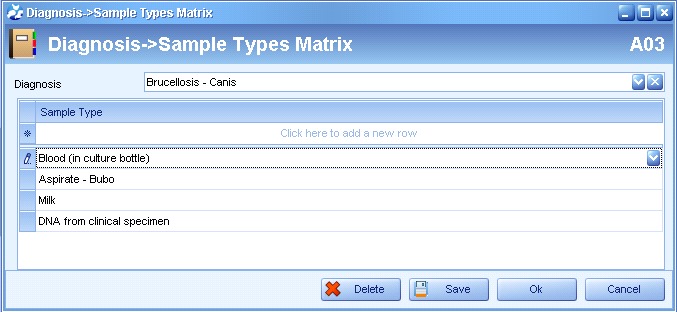 Diagnosis->Sample Types Matrix
Diagnosis->Sample Types Matrix A03
Diagnosis Brucellosis - Canis
Sample Type
Click here to add a new row
Blood (in culture bottle)
Aspirate - Bubo
Milk
DNA from clinical specimen
Delete Save Ok Cancel